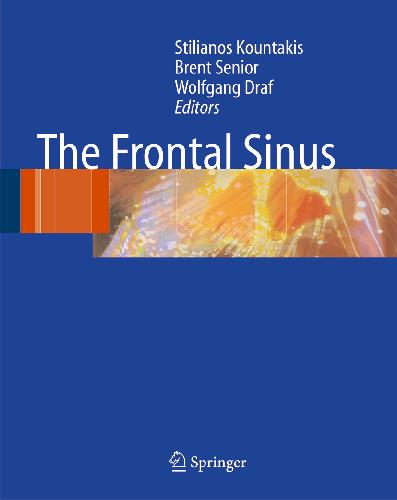 Stilianos Kountakis
Brent Senior
Wolfgang Draf
Editors
The Frontal Sinus
Springer